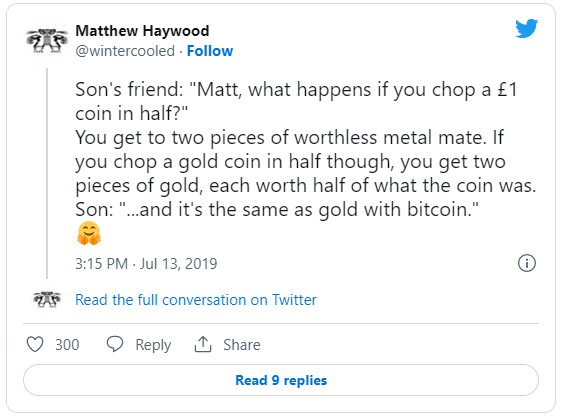 Matthew Haywood
@wintercooled · Follow
Son's friend: "Matt, what happens if you chop a £1
coin in half?"
You get to two pieces of worthless metal mate. If
you chop a gold coin in half though, you get two
pieces of gold, each worth half of what the coin was.
Son: "...and it's the same as gold with bitcoin."
🤗
3:15 PM · Jul 13, 2019
Read the full conversation on Twitter
300 Reply Share
Read 9 replies